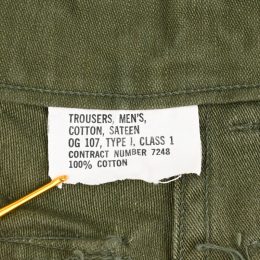 TROUSERS, MEN'S,
COTTON, SATEEN
OG 107, TYPE I, CLASS 1
CONTRACT NUMBER 7248
100% COTTON